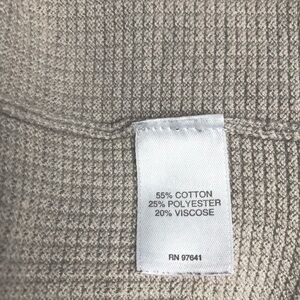 55% COTTON
25% POLYESTER
20% VISCOSE
RN 97641